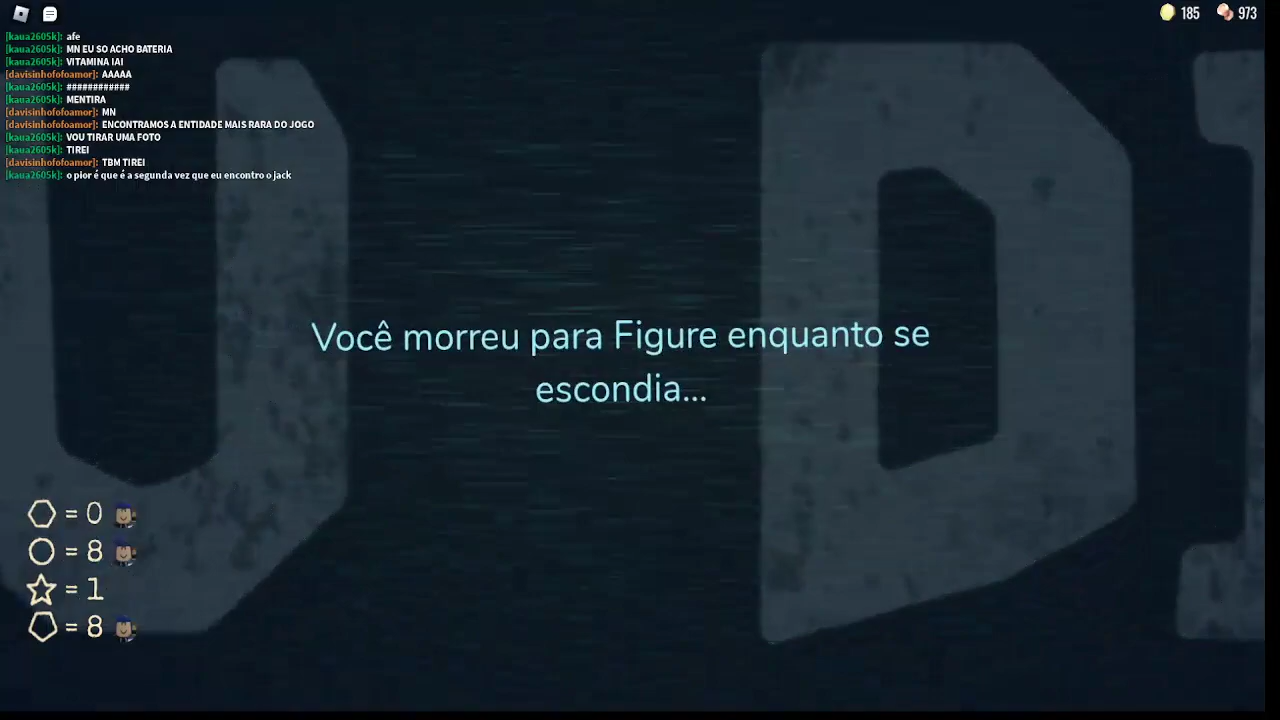 185 973
[kaua2605k]: afe
[kaua2605k]: MN EU SO ACHO BATERIA
[kaua2605k]: VITAMINA IAI
[davisinhofofoamor]: AAAAA
[kaua2605k]: ############
[kaua2605k]: MENTIRA
[davisinhofofoamor]: MN
[davisinhofofoamor]: ENCONTRAMOS A ENTIDADE MAIS RARA DO JOGO
[kaua2605k]: VOU TIRAR UMA FOTO
[kaua2605k]: TIREI
[davisinhofofoamor]: TBM TIREI
[kaua2605k]: o pior é que é a segunda vez que eu encontro o jack
U D
Você morreu para Figure enquanto se
escondia...
= 0
= 8
= 1
= 8